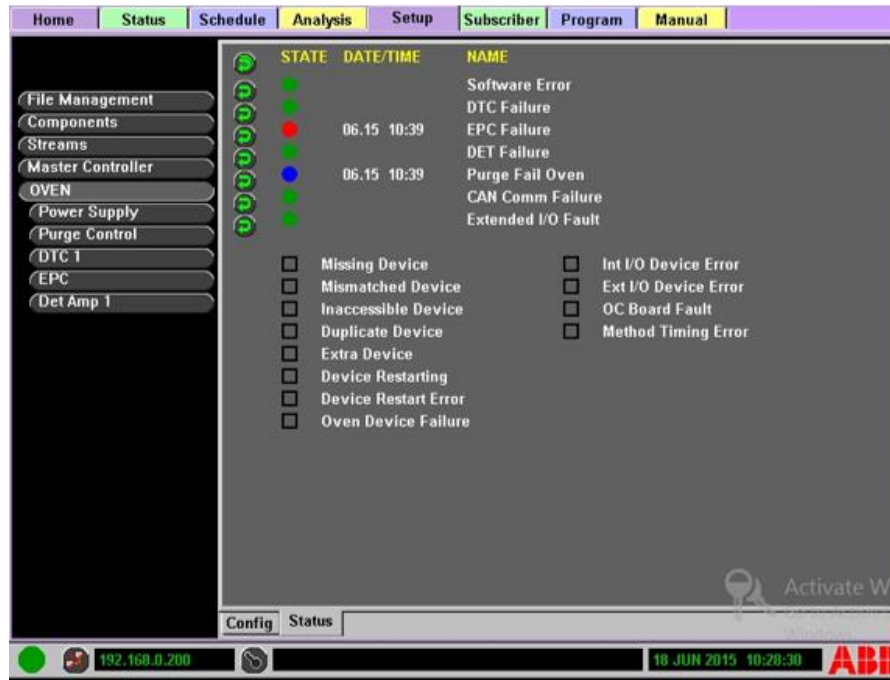 Home Status Schedule Analysis Setup Subscriber Program Manual
STATE DATE/TIME NAME
Software Error
DTC Failure
06.15 10:39 EPC Failure
DET Failure
06.15 10:39 Purge Fail Oven
CAN Comm Failure
Extended I/O Fault
File Management
Components
Streams
Master Controller
OVEN
Power Supply
Purge Control
DTC 1
EPC
Det Amp 1
Missing Device
Mismatched Device
Inaccessible Device
Duplicate Device
Extra Device
Device Restarting
Device Restart Error
Oven Device Failure
Int I/O Device Error
Ext I/O Device Error
OC Board Fault
Method Timing Error
Activate W
Config Status
192.168.0.200
18 JUN 2015 10:28:30
ABB